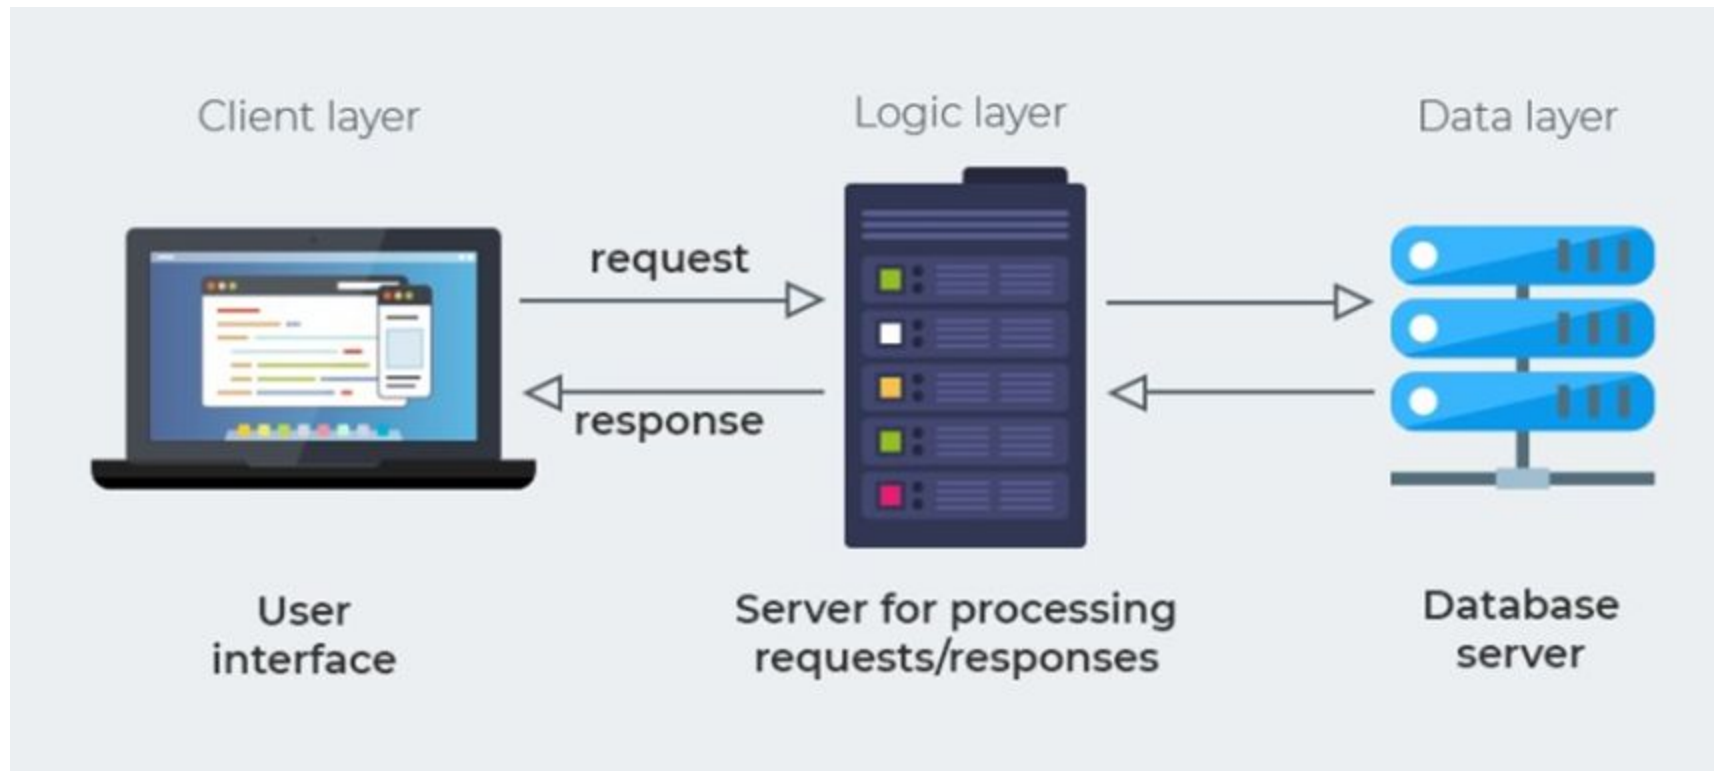 Client layer
Logic layer
Data layer
request
response
User
interface
Server for processing
requests/responses
Database
server